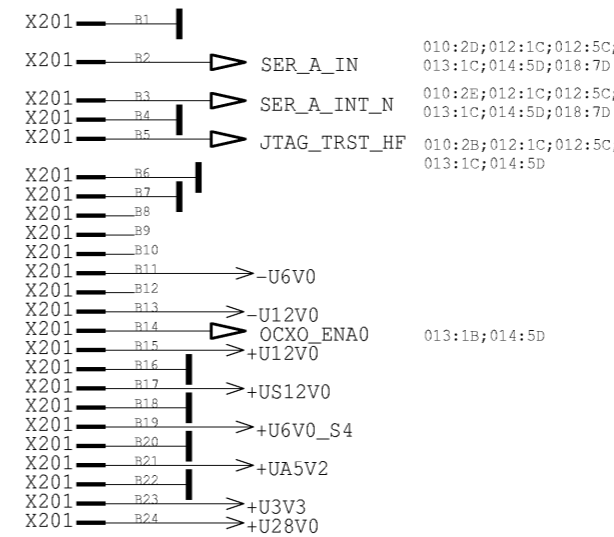 X201 B1
X201 B2 SER_A_IN 010:2D;012:1C;012:5C;
013:1C;014:5D;018:7D
X201 B3 SER_A_INT_N 010:2E;012:1C;012:5C;
X201 B4 013:1C;014:5D;018:7D
X201 B5 JTAG_TRST_HF 010:2B;012:1C;012:5C;
013:1C;014:5D
X201 B6
X201 B7
X201 B8
X201 B9
X201 B10
X201 B11 -U6V0
X201 B12
X201 B13 -U12V0
X201 B14 OCXO_ENA0 013:1B;014:5D
X201 B15 +U12V0
X201 B16
X201 B17 +US12V0
X201 B18
X201 B19 +U6V0_S4
X201 B20
X201 B21 +UA5V2
X201 B22
X201 B23 +U3V3
X201 B24 +U28V0